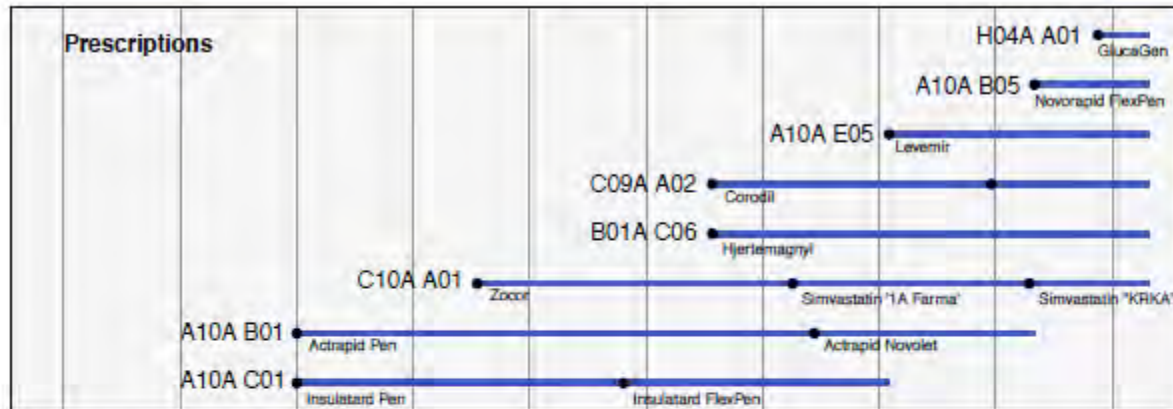 Prescriptions
H04A A01
GlucaGen
A10A B05
Novorapid FlexPen
A10A E05
Levemir
C09A A02
Corodil
B01A C06
Hjertemagnyl
C10A A01
Zocor
Simvastatin "1A Farma"
Simvastatin "KRKA"
A10A B01
Actrapid Pen
Actrapid Novolet
A10A C01
Insulatard Pen
Insulatard FlexPen